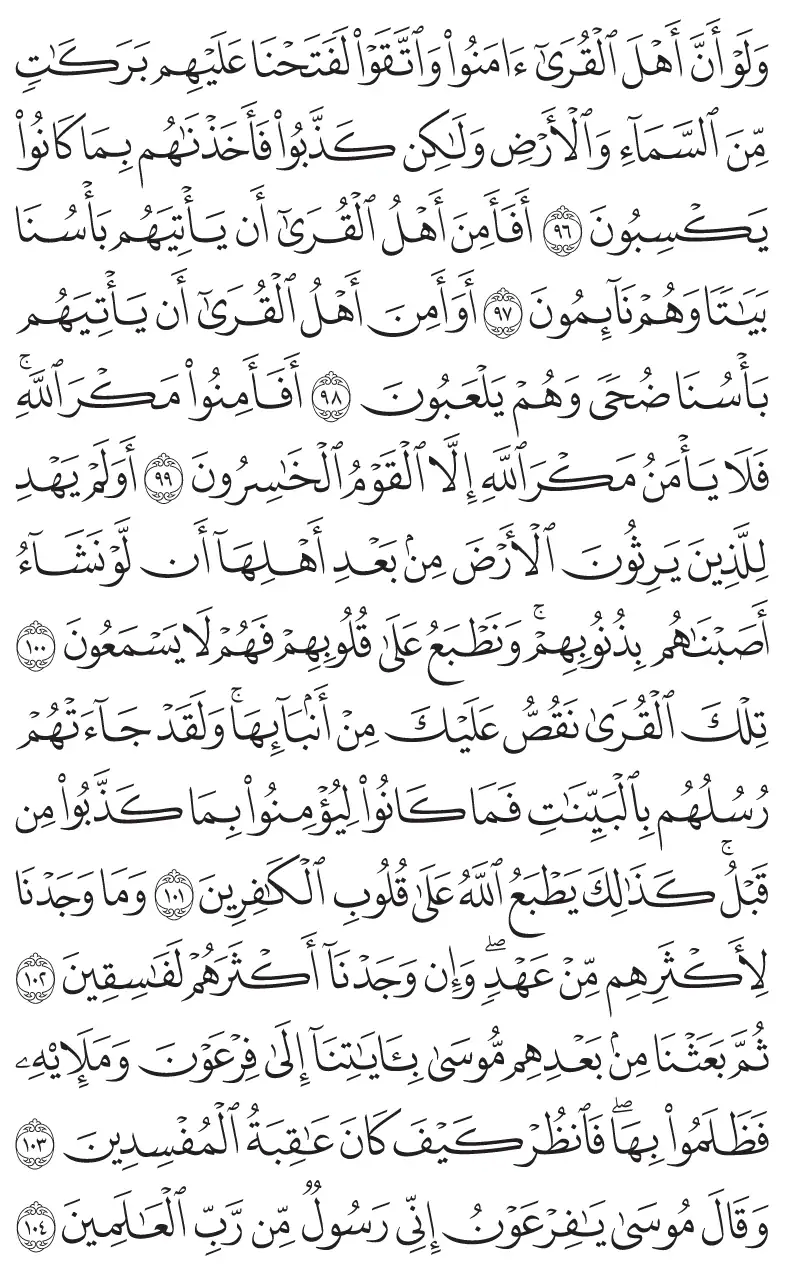 وَلَوْ أَنَّ أَهْلَ ٱلْقُرَىٰٓ ءَامَنُوا۟ وَٱتَّقَوْا۟ لَفَتَحْنَا عَلَيْهِم بَرَكَـٰتٍ
مِّنَ ٱلسَّمَآءِ وَٱلْأَرْضِ وَلَـٰكِن كَذَّبُوا۟ فَأَخَذْنَـٰهُم بِمَا كَانُوا۟
يَكْسِبُونَ ٩٦ أَفَأَمِنَ أَهْلُ ٱلْقُرَىٰٓ أَن يَأْتِيَهُم بَأْسُنَا
بَيَـٰتًا وَهُمْ نَآئِمُونَ ٩٧ أَوَأَمِنَ أَهْلُ ٱلْقُرَىٰٓ أَن يَأْتِيَهُم
بَأْسُنَا ضُحًى وَهُمْ يَلْعَبُونَ ٩٨ أَفَأَمِنُوا۟ مَكْرَ ٱللَّهِ ۚ
فَلَا يَأْمَنُ مَكْرَ ٱللَّهِ إِلَّا ٱلْقَوْمُ ٱلْخَـٰسِرُونَ ٩٩ أَوَلَمْ يَهْدِ
لِلَّذِينَ يَرِثُونَ ٱلْأَرْضَ مِنۢ بَعْدِ أَهْلِهَآ أَن لَّوْ نَشَآءُ
أَصَبْنَـٰهُم بِذُنُوبِهِمْ ۚ وَنَطْبَعُ عَلَىٰ قُلُوبِهِمْ فَهُمْ لَا يَسْمَعُونَ ١٠٠
تِلْكَ ٱلْقُرَىٰ نَقُصُّ عَلَيْكَ مِنْ أَنۢبَآئِهَا ۚ وَلَقَدْ جَآءَتْهُمْ
رُسُلُهُم بِٱلْبَيِّنَـٰتِ فَمَا كَانُوا۟ لِيُؤْمِنُوا۟ بِمَا كَذَّبُوا۟ مِن
قَبْلُ ۚ كَذَٰلِكَ يَطْبَعُ ٱللَّهُ عَلَىٰ قُلُوبِ ٱلْكَـٰفِرِينَ ١٠١ وَمَا وَجَدْنَا
لِأَكْثَرِهِم مِّنْ عَهْدٍ ۖ وَإِن وَجَدْنَآ أَكْثَرَهُمْ لَفَـٰسِقِينَ ١٠٢
ثُمَّ بَعَثْنَا مِنۢ بَعْدِهِم مُّوسَىٰ بِـَٔايَـٰتِنَآ إِلَىٰ فِرْعَوْنَ وَمَلَإِي۟هِۦ
فَظَلَمُوا۟ بِهَا ۖ فَٱنظُرْ كَيْفَ كَانَ عَـٰقِبَةُ ٱلْمُفْسِدِينَ ١٠٣
وَقَالَ مُوسَىٰ يَـٰفِرْعَوْنُ إِنِّى رَسُولٌ مِّن رَّبِّ ٱلْعَـٰلَمِينَ ١٠٤